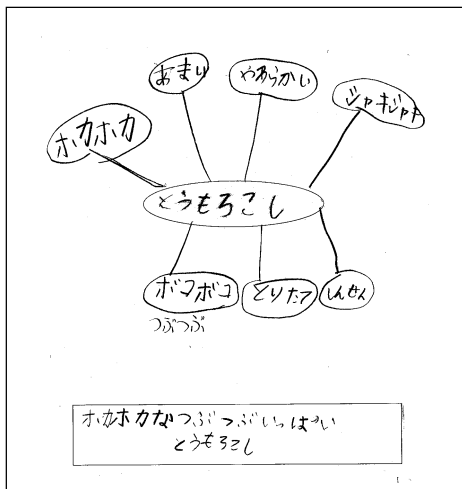 あまい
やわらかい
シャキシャキ
ホカホカ
とうもろこし
ボコボコ
とりたて
しんせん
つぶつぶ
ホカホカなつぶつぶいっぱい
とうもろこし